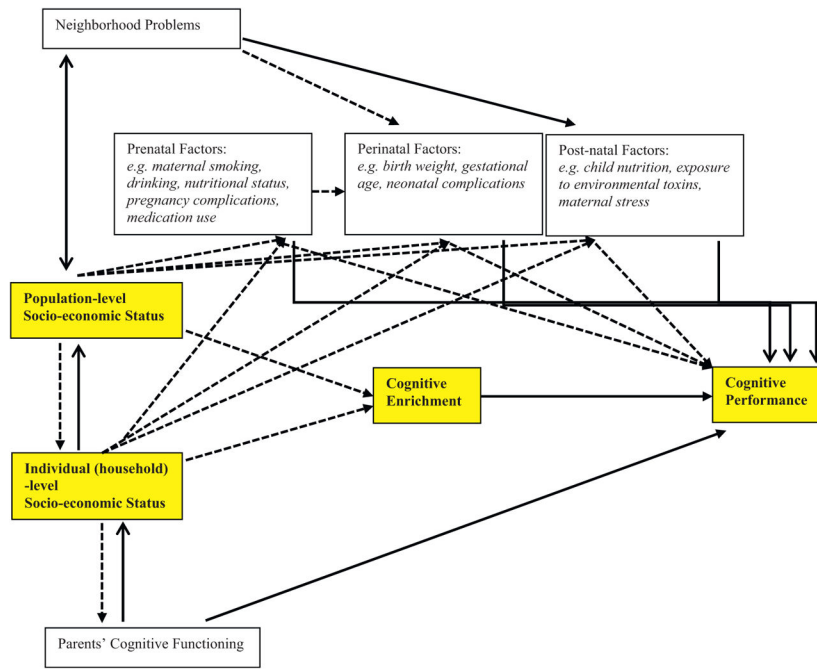 Neighborhood Problems
Prenatal Factors:
e.g. maternal smoking,
drinking, nutritional status,
pregnancy complications,
medication use
Perinatal Factors:
e.g. birth weight, gestational
age, neonatal complications
Post-natal Factors:
e.g. child nutrition, exposure
to environmental toxins,
maternal stress
Population-level
Socio-economic Status
Cognitive
Enrichment
Cognitive
Performance
Individual (household)
-level
Socio-economic Status
Parents' Cognitive Functioning